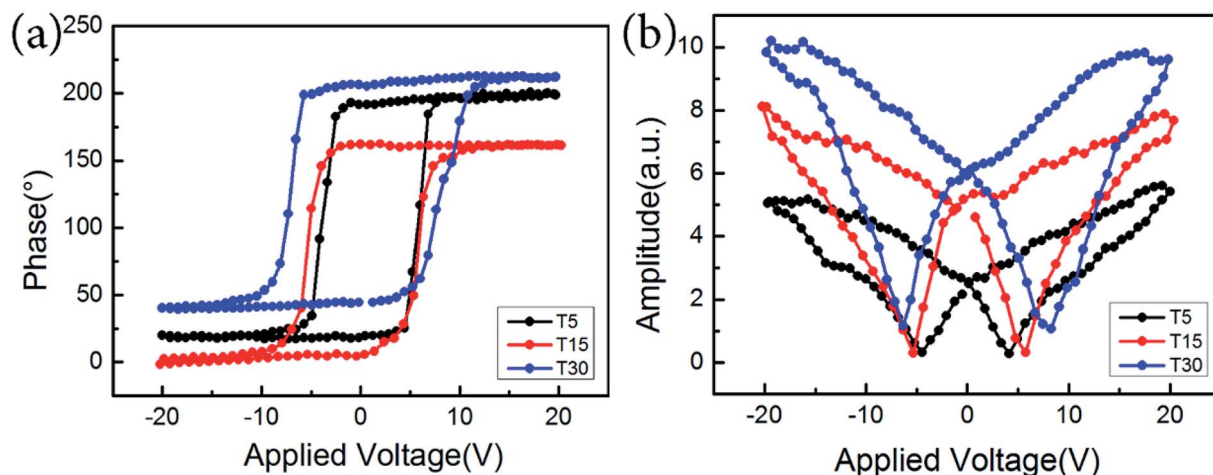 (a)
250
200
150
100
50
0
Phase(°)
-20 -10 0 10 20
Applied Voltage(V)
T5
T15
T30
(b)
10
8
6
4
2
0
Amplitude(a.u.)
-20 -10 0 10 20
Applied Voltage(V)
T5
T15
T30